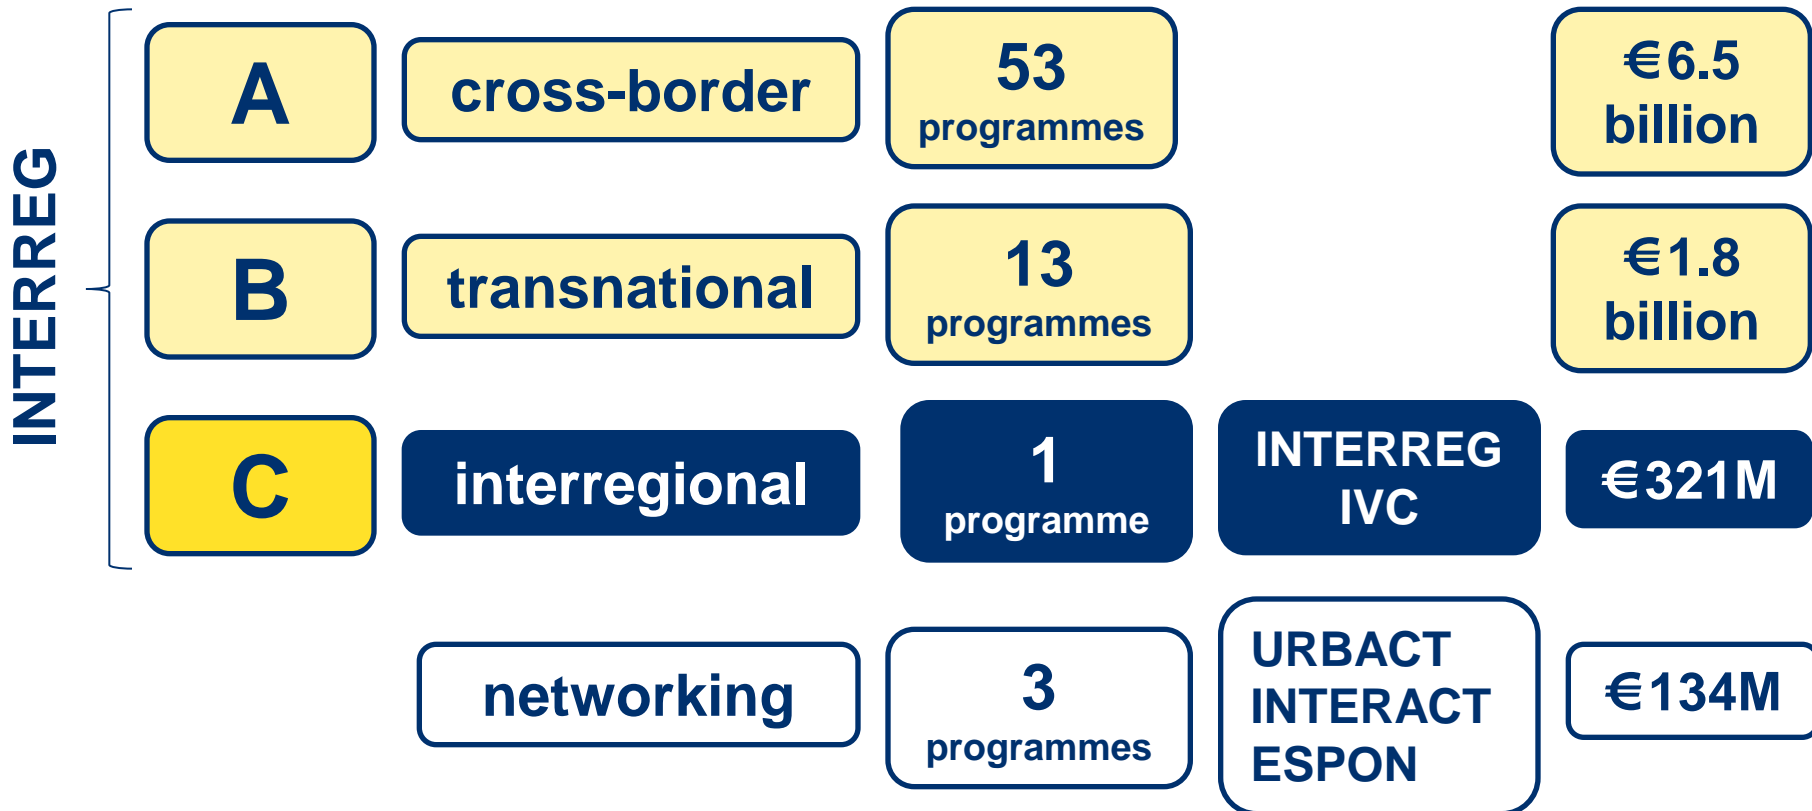 INTERREG
A
cross-border
53
programmes
€6.5
billion
B
transnational
13
programmes
€1.8
billion
C
interregional
1
programme
INTERREG
IVC
€321M
networking
3
programmes
URBACT
INTERACT
ESPON
€134M